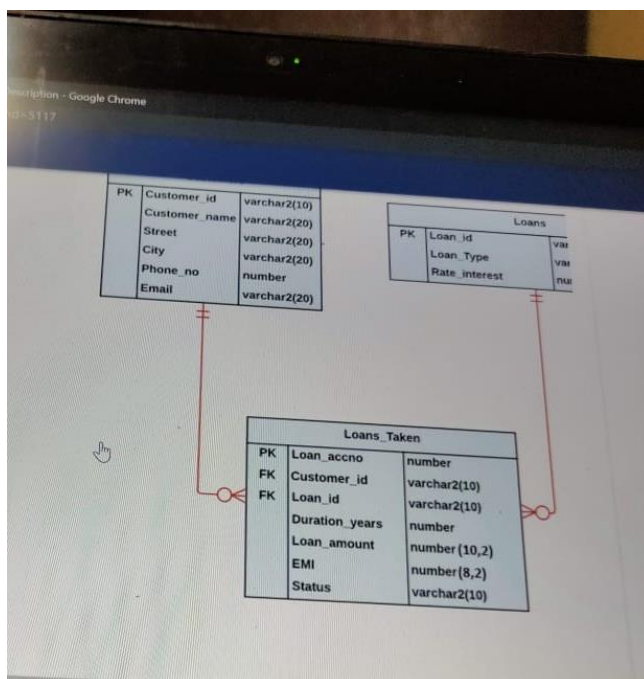 - Google Chrome
5117
PK Customer_id varchar2(10)
Customer_name varchar2(20)
Street varchar2(20)
City varchar2(20)
Phone_no number
Email varchar2(20)
Loans
PK Loan_id
Loan_Type
Rate_interest
Loans_Taken
PK Loan_accno number
FK Customer_id varchar2(10)
FK Loan_id varchar2(10)
Duration_years number
Loan_amount number(10,2)
EMI number(8,2)
Status varchar2(10)